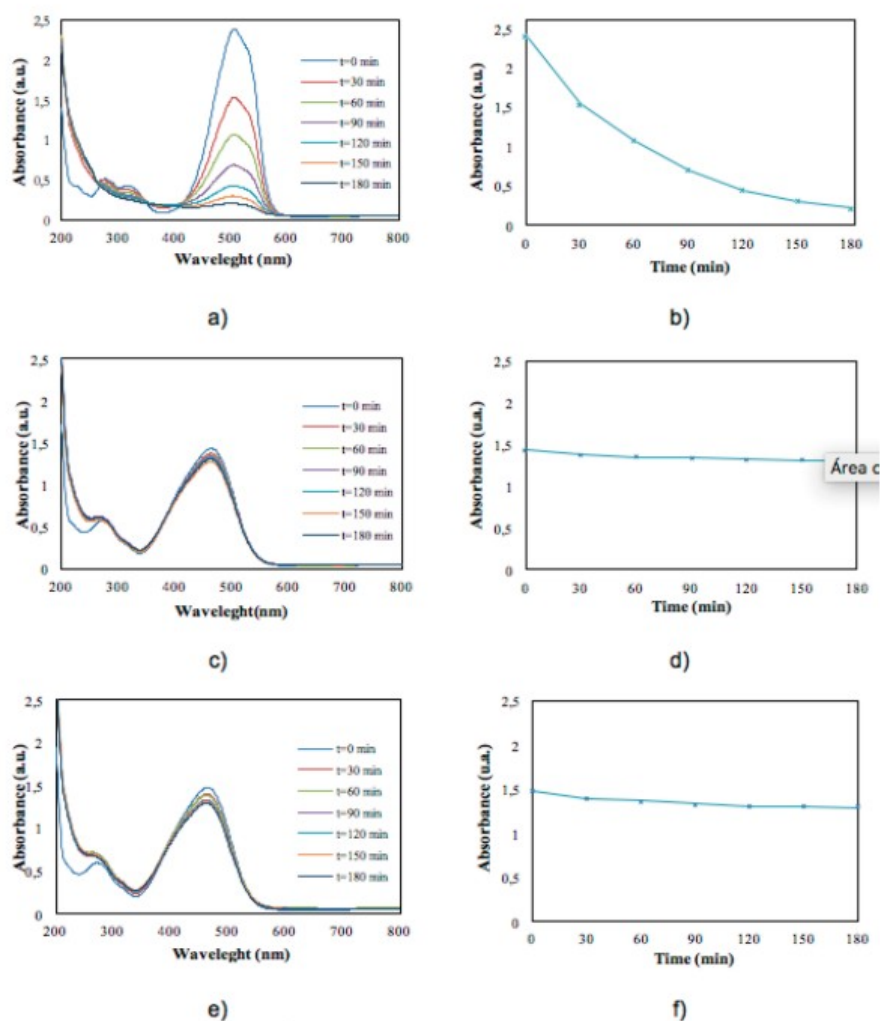 2,5
2
1,5
1
0,5
0
Absorbance (a.u.)
t=0 min
t=30 min
t=60 min
t=90 min
t=120 min
t=150 min
t=180 min
200 300 400 500 600 700 800
Waveleght (nm)
a)
2,5
2
1,5
1
0,5
0
Absorbance (a.u.)
0 30 60 90 120 150 180
Time (min)
b)
2,5
2
1,5
1
0,5
0
Absorbance (a.u.)
t=0 min
t=30 min
t=60 min
t=90 min
t=120 min
t=150 min
t=180 min
200 300 400 500 600 700 800
Waveleght(nm)
c)
2,5
2
1,5
1
0,5
0
Absorbance (u.a.)
Área c
0 30 60 90 120 150 180
Time (min)
d)
2,5
2
1,5
1
0,5
0
Absorbance (a.u.)
t=0 min
t=30 min
t=60 min
t=90 min
t=120 min
t=150 min
t=180 min
200 300 400 500 600 700 800
Waveleght (nm)
e)
2,5
2
1,5
1
0,5
0
Absorbance (u.a.)
0 30 60 90 120 150 180
Time (min)
f)